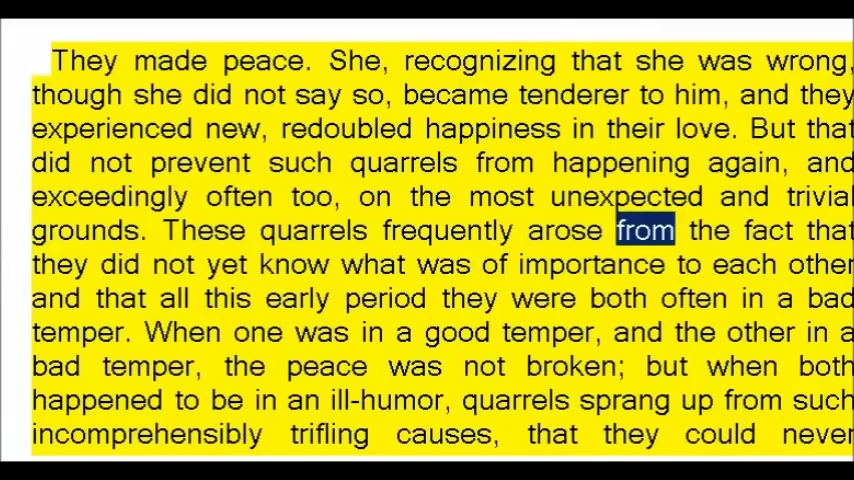 They made peace. She, recognizing that she was wrong,
though she did not say so, became tenderer to him, and they
experienced new, redoubled happiness in their love. But that
did not prevent such quarrels from happening again, and
exceedingly often too, on the most unexpected and trivial
grounds. These quarrels frequently arose from the fact that
they did not yet know what was of importance to each other
and that all this early period they were both often in a bad
temper. When one was in a good temper, and the other in a
bad temper, the peace was not broken; but when both
happened to be in an ill-humor, quarrels sprang up from such
incomprehensibly trifling causes, that they could never